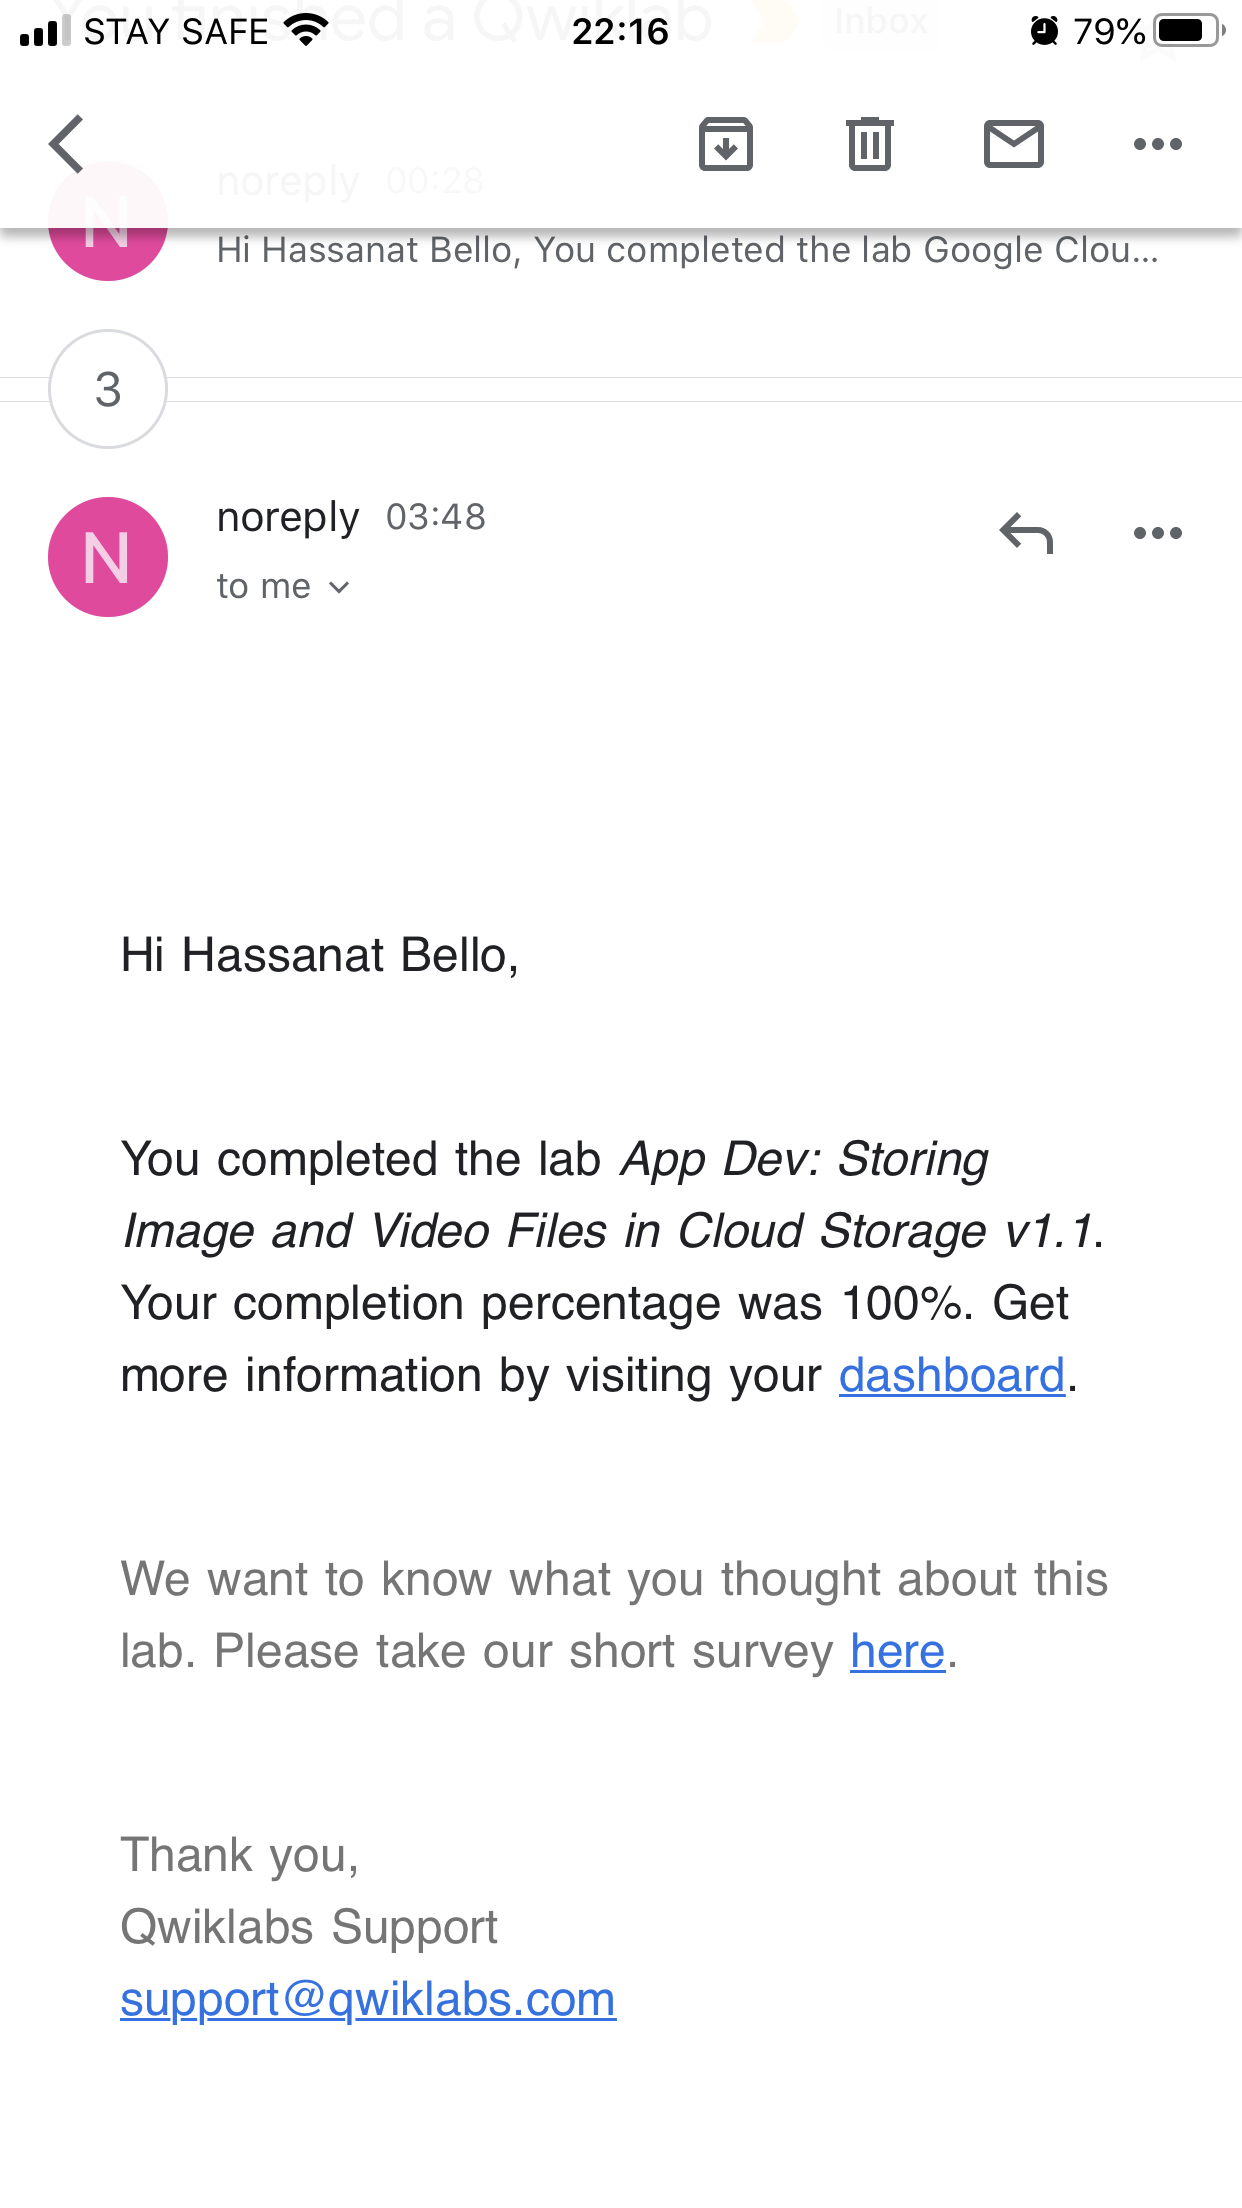 You finished a Qwiklab Inbox
STAY SAFE 22:16 79%
noreply 00:28
N
Hi Hassanat Bello, You completed the lab Google Clou...
3
noreply 03:48
N
to me
Hi Hassanat Bello,
You completed the lab App Dev: Storing
Image and Video Files in Cloud Storage v1.1.
Your completion percentage was 100%. Get
more information by visiting your dashboard.
We want to know what you thought about this
lab. Please take our short survey here.
Thank you,
Qwiklabs Support
support@qwiklabs.com